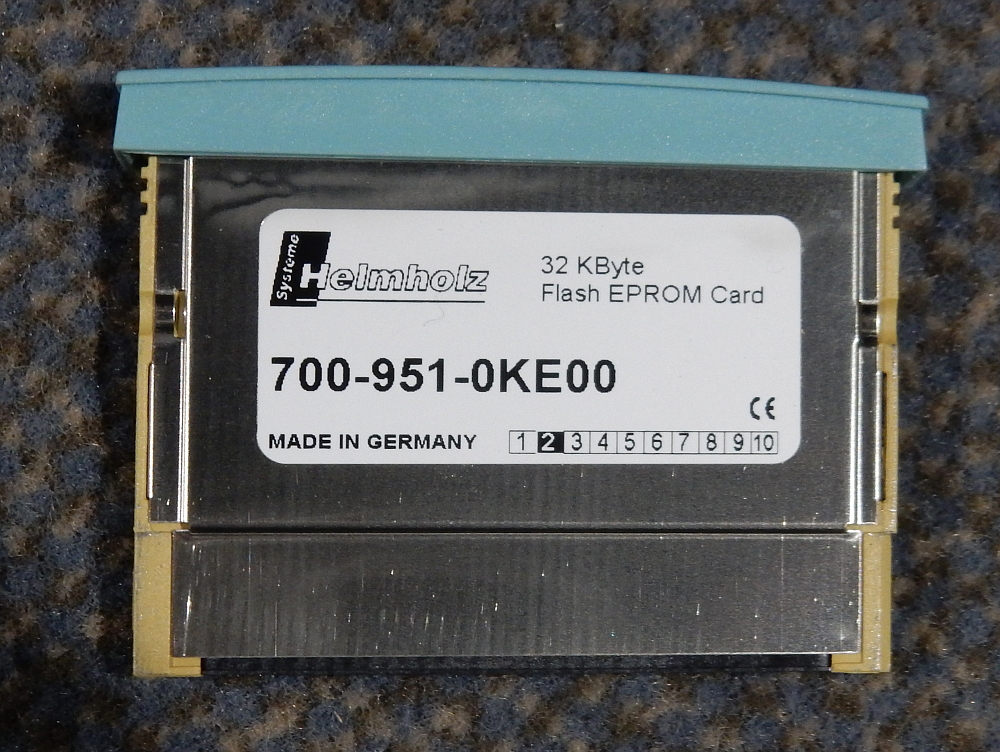 Systeme
Helmholz
32 KByte
Flash EPROM Card
700-951-0KE00
CE
MADE IN GERMANY
1 2 3 4 5 6 7 8 9 10